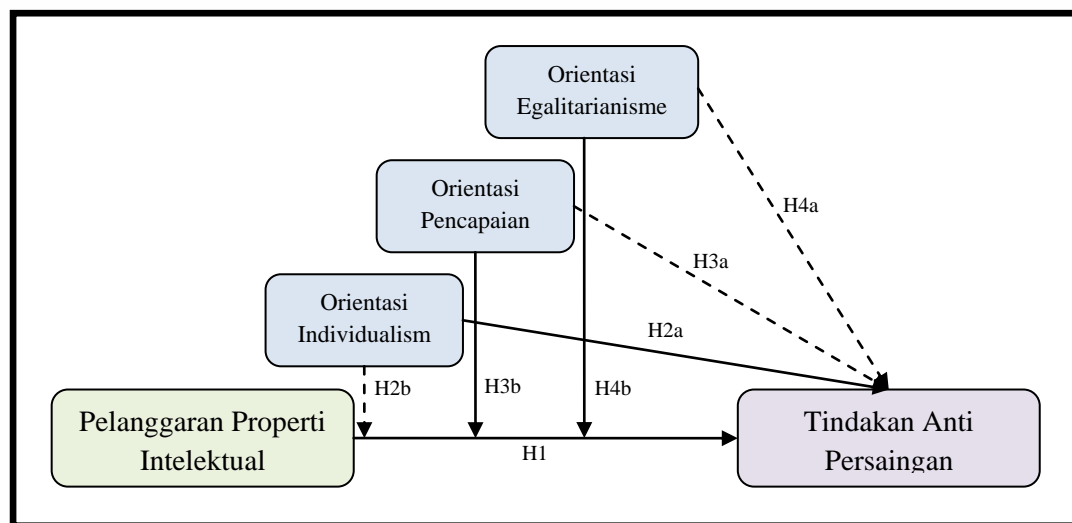 Orientasi
Egalitarianisme
Orientasi
Pencapaian
H4a
H3a
Orientasi
Individualism
H2a
H2b
H3b
H4b
Pelanggaran Properti
Intelektual
H1
Tindakan Anti
Persaingan